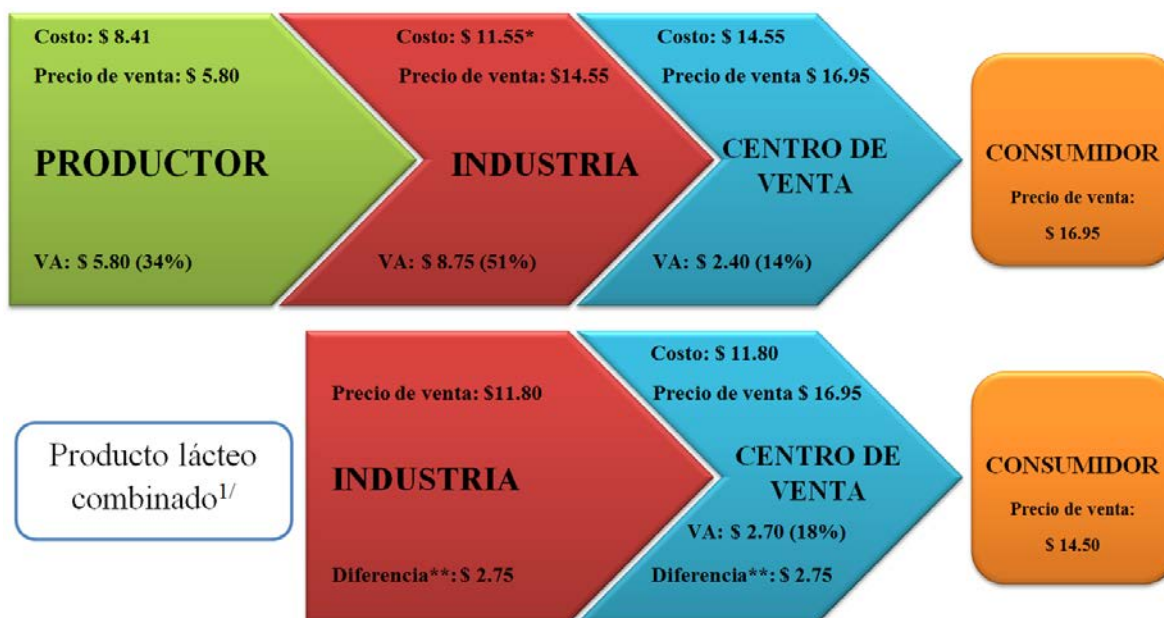 Costo: $ 8.41
Precio de venta: $ 5.80
PRODUCTOR
VA: $ 5.80 (34%)
Costo: $ 11.55*
Precio de venta: $14.55
INDUSTRIA
VA: $ 8.75 (51%)
Costo: $ 14.55
Precio de venta $ 16.95
CENTRO DE
VENTA
VA: $ 2.40 (14%)
CONSUMIDOR
Precio de venta:
$ 16.95
Producto lácteo
combinado1/
Precio de venta: $11.80
INDUSTRIA
Diferencia**: $ 2.75
Costo: $ 11.80
Precio de venta $ 16.95
CENTRO DE
VENTA
VA: $ 2.70 (18%)
Diferencia**: $ 2.75
CONSUMIDOR
Precio de venta:
$ 14.50